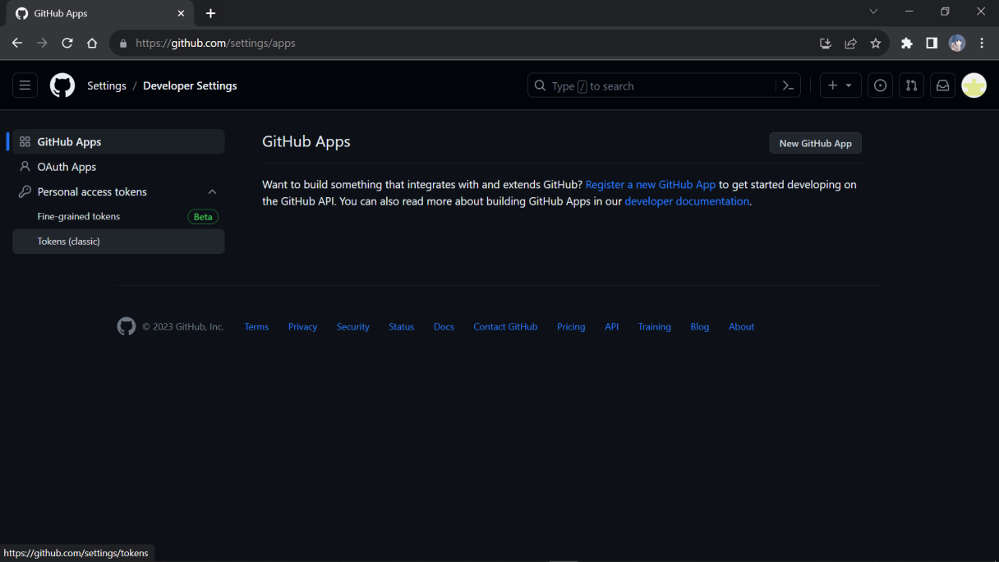 GitHub Apps
https://github.com/settings/apps
Settings / Developer Settings
Type / to search
GitHub Apps
OAuth Apps
Personal access tokens
Fine-grained tokens Beta
Tokens (classic)
GitHub Apps
New GitHub App
Want to build something that integrates with and extends GitHub? Register a new GitHub App to get started developing on
the GitHub API. You can also read more about building GitHub Apps in our developer documentation.
© 2023 GitHub, Inc. Terms Privacy Security Status Docs Contact GitHub Pricing API Training Blog About
https://github.com/settings/tokens